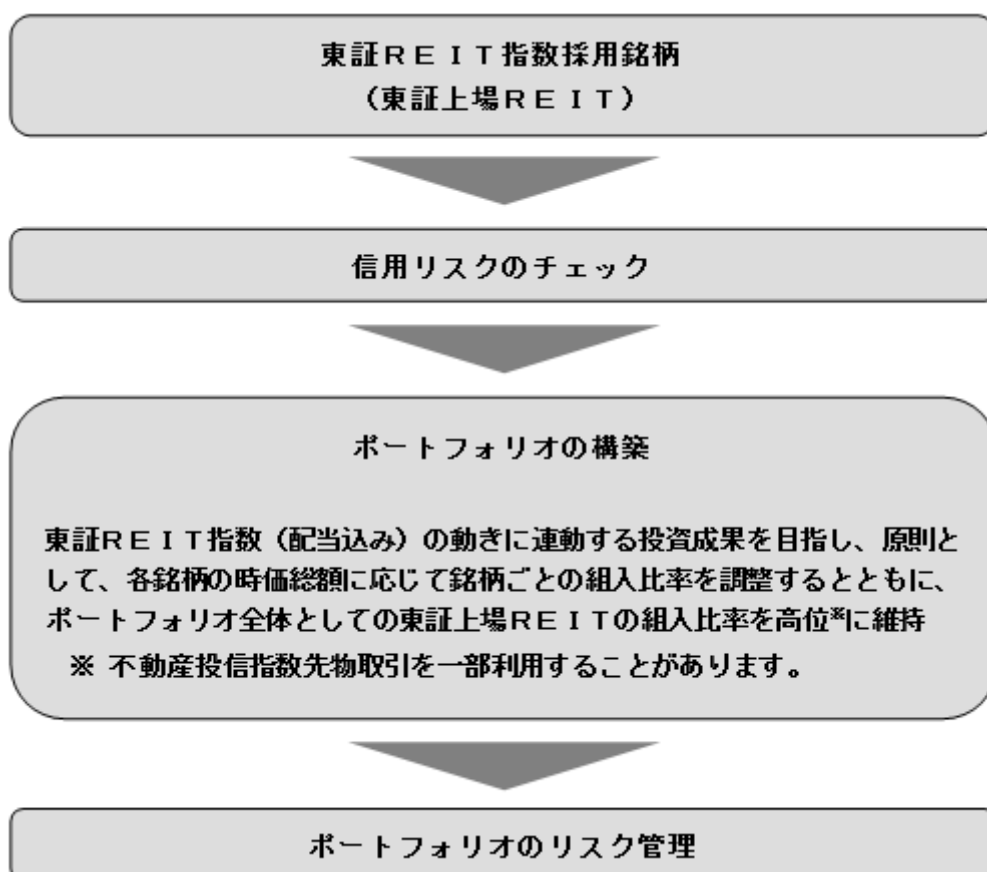 東証ＲＥＩＴ指数採用銘柄
（東証上場ＲＥＩＴ）
信用リスクのチェック
ポートフォリオの構築
東証ＲＥＩＴ指数（配当込み）の動きに連動する投資成果を目指し、原則と
して、各銘柄の時価総額に応じて銘柄ごとの組入比率を調整するとともに、
ポートフォリオ全体としての東証上場ＲＥＩＴの組入比率を高位※に維持
※ 不動産投信指数先物取引を一部利用することがあります。
ポートフォリオのリスク管理